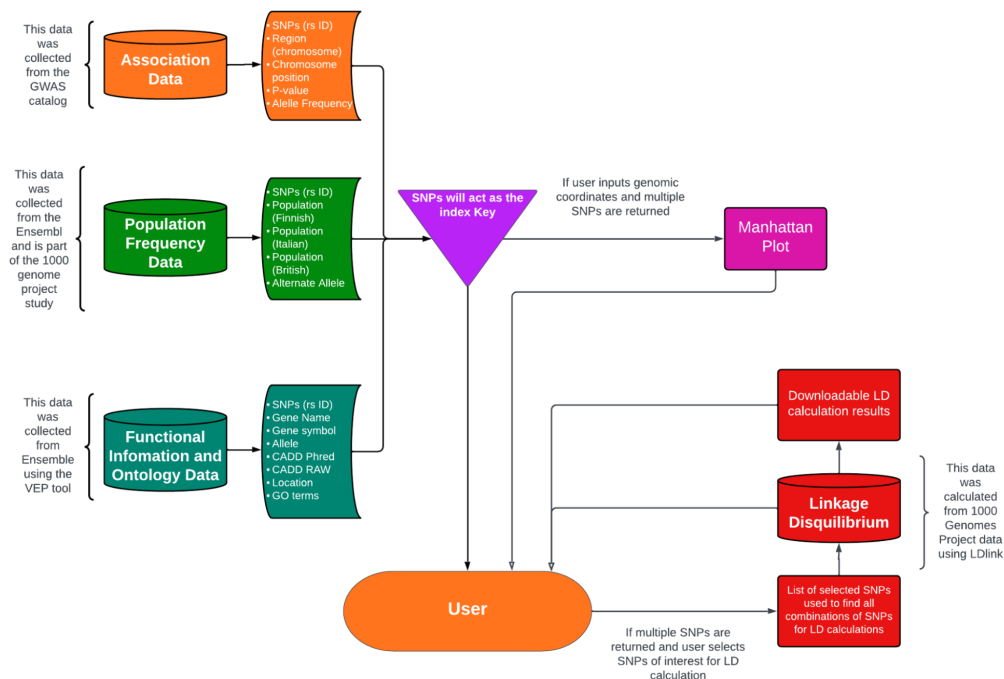 This data
was
collected
from the
GWAS
catalog
Association
Data
• SNPs (rs ID)
• Region
(chromosome)
• Chromosome
position
• P-value
• Alelle Frequency
This data
was
collected
from the
Ensembl
and is part
of the 1000
genome
project
study
Population
Frequency
Data
• SNPs (rs ID)
• Population
(Finnish)
• Population
(Italian)
• Population
(British)
• Alternate Allele
SNPs will act as the
index Key
If user inputs genomic
coordinates and multiple
SNPs are returned
Manhattan
Plot
This data
was
collected
from
Ensemble
using the
VEP tool
Functional
Infomation and
Ontology Data
• SNPs (rs ID)
• Gene Name
• Gene symbol
• Allele
• CADD Phred
• CADD RAW
• Location
• GO terms
Downloadable LD
calculation results
Linkage
Disquilibrium
This data
was
calculated
from 1000
Genomes
Project data
using LDlink
List of selected SNPs
used to find all
combinations of SNPs
for LD calculations
User
If multiple SNPs are
returned and user selects
SNPs of interest for LD
calculation